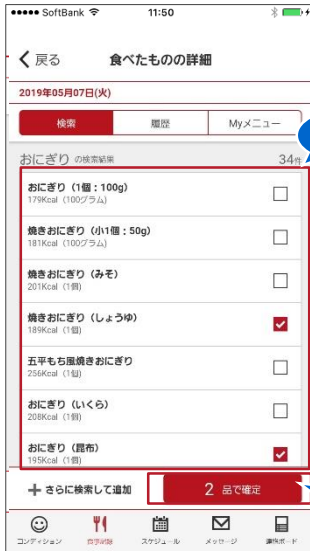 SoftBank 11:50
戻る 食べたものの詳細
2019年05月07日(火)
検索 履歴 Myメニュー
おにぎり の検索結果 34件
おにぎり（1個：100g）
179Kcal（100グラム）
焼きおにぎり（小1個：50g）
181Kcal（100グラム）
焼きおにぎり（みそ）
201Kcal（1個）
焼きおにぎり（しょうゆ）
189Kcal（1個）
五平もち風焼きおにぎり
256Kcal（1個）
おにぎり（いくら）
208Kcal（1個）
おにぎり（昆布）
195Kcal（1個）
さらに検索して追加 2 品で確定
コンディション 食事記録 スケジュール メッセージ 連携ボード